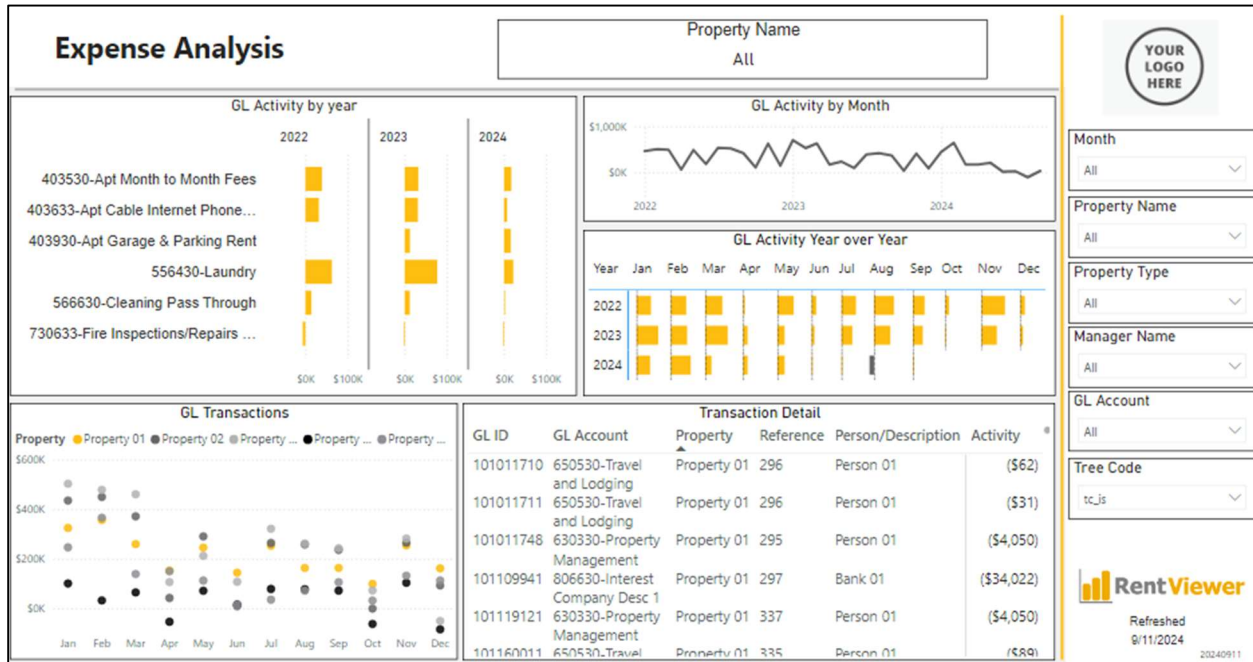 Expense Analysis
Property Name
All
YOUR
LOGO
HERE
GL Activity by year
2022 2023 2024
403530-Apt Month to Month Fees
403633-Apt Cable Internet Phone...
403930-Apt Garage & Parking Rent
556430-Laundry
566630-Cleaning Pass Through
730633-Fire Inspections/Repairs ...
$0K $100K $0K $100K $0K $100K
GL Activity by Month
$1,000K
$0K
2022 2023 2024
GL Activity Year over Year
Year Jan Feb Mar Apr May Jun Jul Aug Sep Oct Nov Dec
2022
2023
2024
GL Transactions
Property Property 01 Property 02 Property ... Property ... Property ...
$600K
$400K
$200K
$0K
Jan Feb Mar Apr May Jun Jul Aug Sep Oct Nov Dec
Transaction Detail
GL ID GL Account Property Reference Person/Description Activity
101011710 650530-Travel Property 01 296 Person 01 ($62)
and Lodging
101011711 650530-Travel Property 01 296 Person 01 ($31)
and Lodging
101011748 630330-Property Property 01 295 Person 01 ($4,050)
Management
101109941 806630-Interest Property 01 297 Bank 01 ($34,022)
Company Desc 1
101119121 630330-Property Property 01 337 Person 01 ($4,050)
Management
101160011 650530-Travel Property 01 335 Person 01 ($89)
Month
All
Property Name
All
Property Type
All
Manager Name
All
GL Account
All
Tree Code
tc_is
RentViewer
Refreshed
9/11/2024
20240911